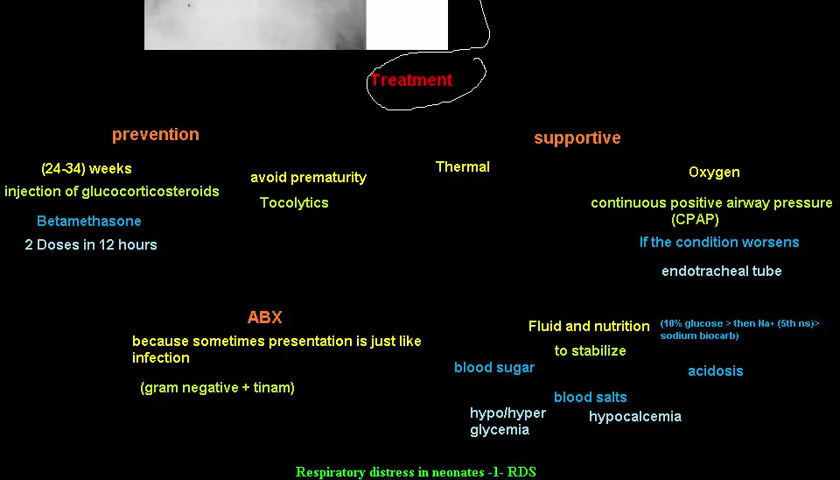 Treatment
prevention
supportive
(24-34) weeks
injection of glucocorticosteroids
Betamethasone
2 Doses in 12 hours
avoid prematurity
Tocolytics
Thermal
Oxygen
continuous positive airway pressure
(CPAP)
If the condition worsens
endotracheal tube
ABX
because sometimes presentation is just like
infection
(gram negative + tinam)
Fluid and nutrition
(10% glucose > then Na+ (5th ns)>
sodium biocarb)
to stabilize
blood sugar
acidosis
blood salts
hypo/hyper
glycemia
hypocalcemia
Respiratory distress in neonates -1- RDS